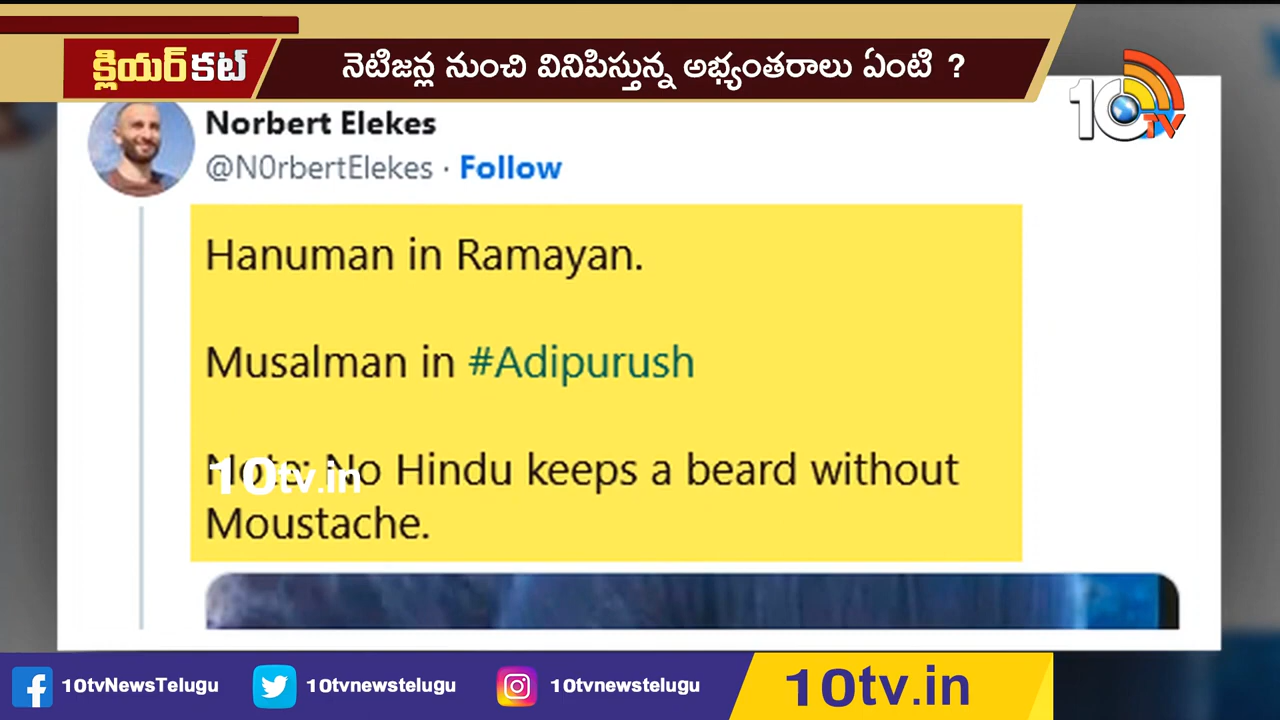 క్లియర్ కట్
నెటిజన్ల నుంచి వినిపిస్తున్న అభ్యంతరాలు ఏంటి ?
10TV
Norbert Elekes
@N0rbertElekes · Follow
Hanuman in Ramayan.
Musalman in #Adipurush
Note: No Hindu keeps a beard without
Moustache.
10tv.in
10tvNewsTelugu
10tvnewstelugu
10tvnewstelugu
10tv.in